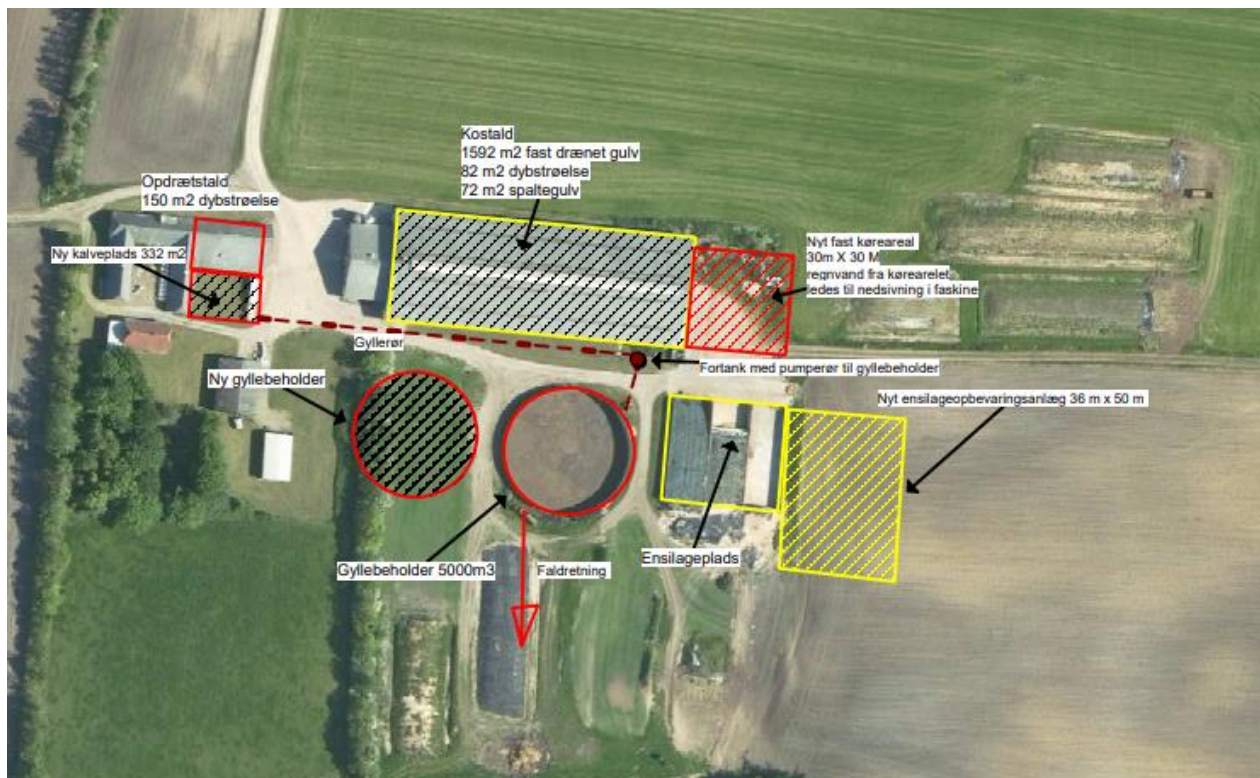 Kostald
1592 m2 fast drænet gulv
82 m2 dybstrøelse
72 m2 spaltegulv
Opdrætstald
150 m2 dybstrøelse
Ny kalveplads 332 m2
Nyt fast køreareal
30m X 30 M
regnvand fra kørearelet
ledes til nedsivning i faskine
Gyllerør
Fortank med pumperør til gyllebeholder
Ny gyllebeholder
Nyt ensilageopbevaringsanlæg 36 m x 50 m
Ensilageplads
Gyllebeholder 5000m3
Faldretning